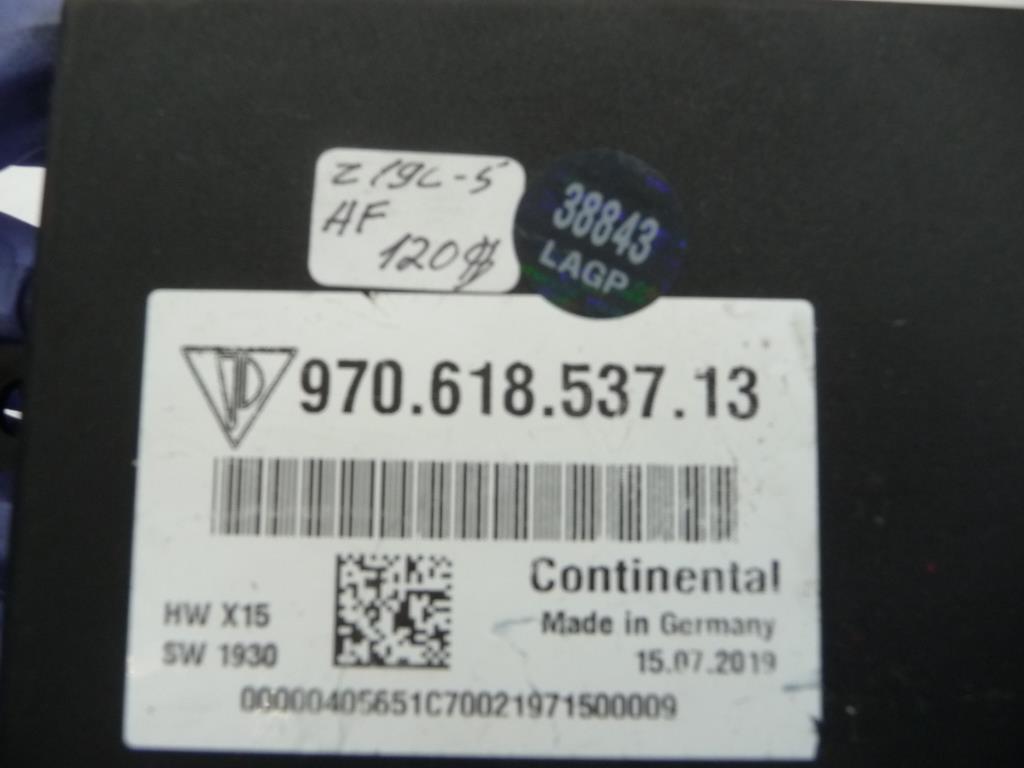 z19c-5
AF
120$
38843
LAGP
970.618.537.13
Continental
HW X15
Made in Germany
SW 1930
15.07.2019
00000405651C70021971500009